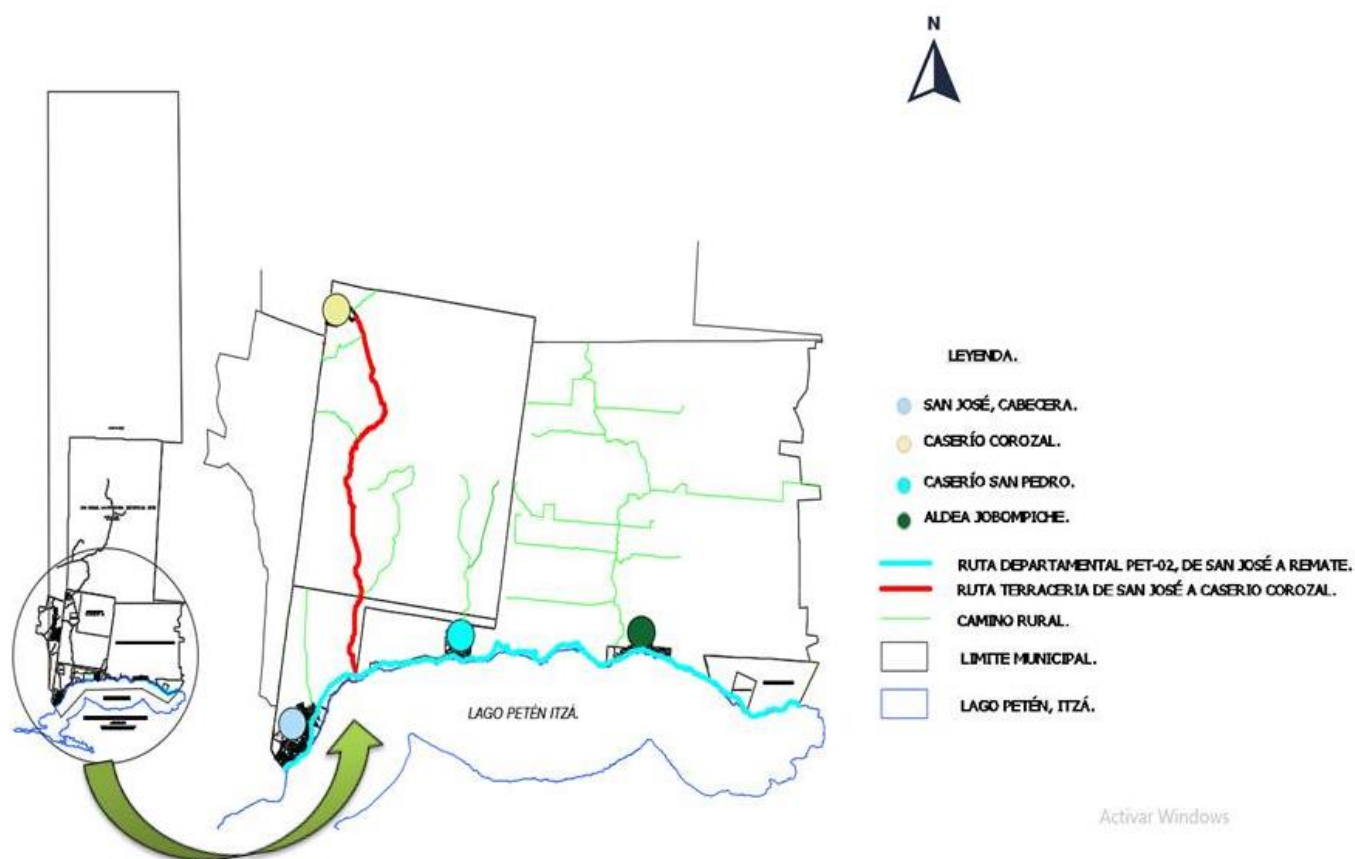 N
LEYENDA.
SAN JOSÉ, CABECERA.
CASERÍO COROZAL.
CASERÍO SAN PEDRO.
ALDEA JOBOMPICHE.
RUTA DEPARTAMENTAL PET-02, DE SAN JOSÉ A REMATE.
RUTA TERRACERIA DE SAN JOSÉ A CASERIO COROZAL.
CAMINO RURAL.
LIMITE MUNICIPAL.
LAGO PETÉN, ITZÁ.
LAGO PETÉN ITZÁ.
Activar Windows